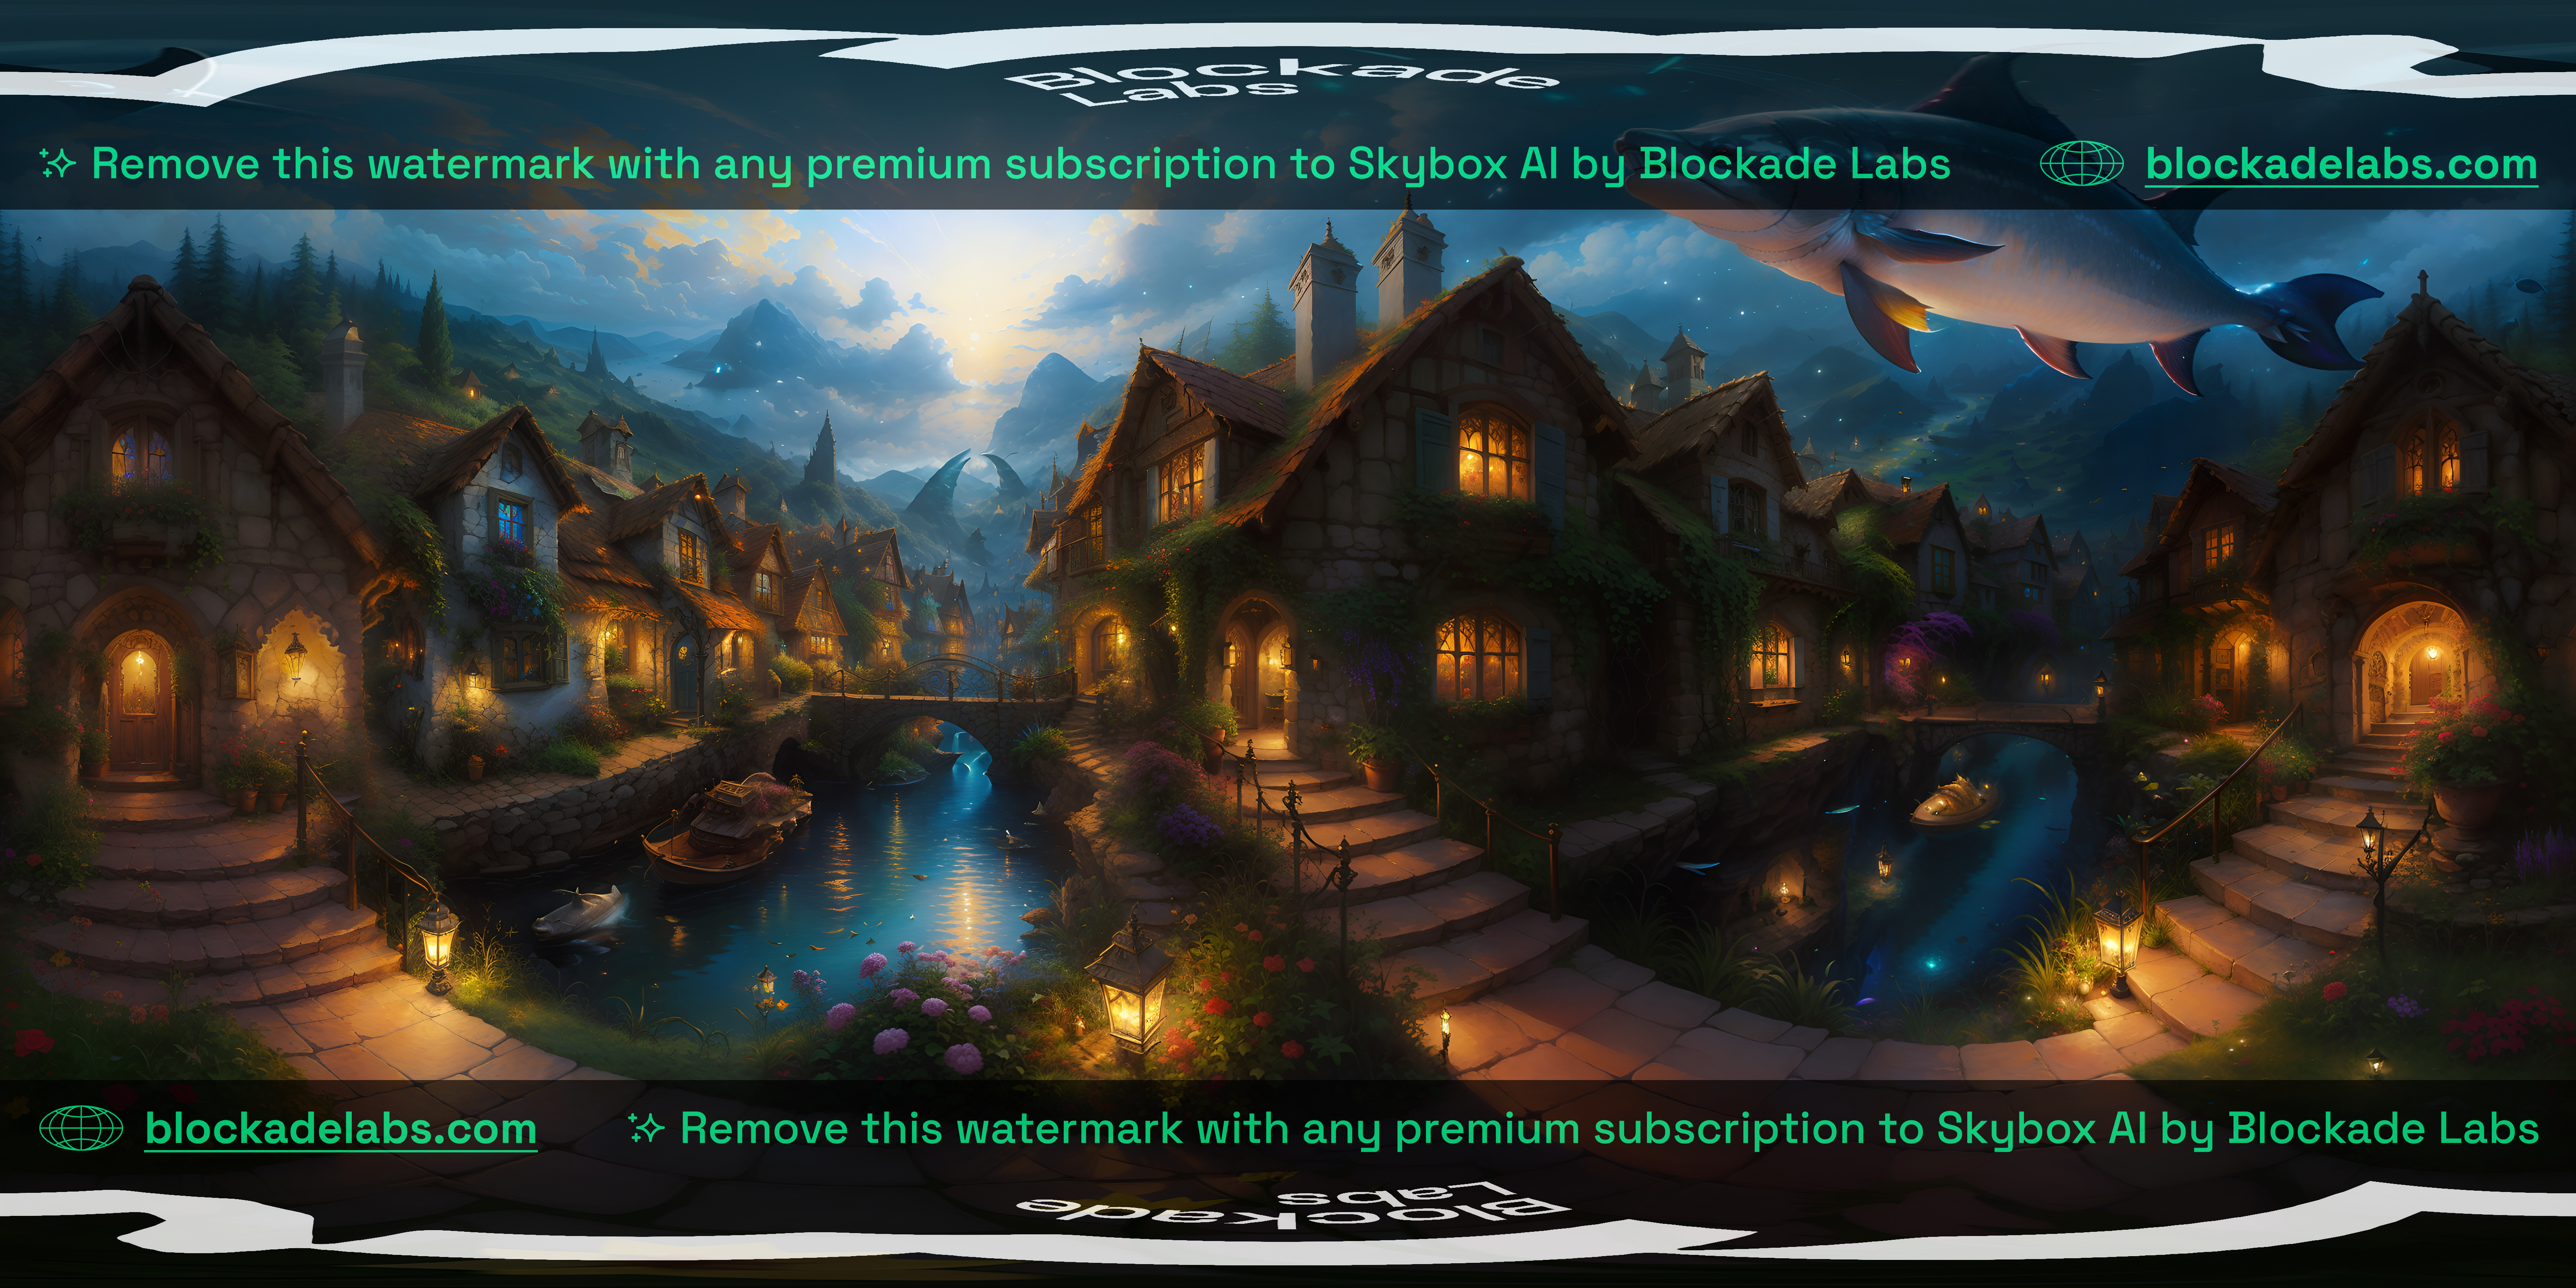 Blockade
Labs
Remove this watermark with any premium subscription to Skybox AI by Blockade Labs
blockadelabs.com
blockadelabs.com
Remove this watermark with any premium subscription to Skybox AI by Blockade Labs
Labs
Blockade